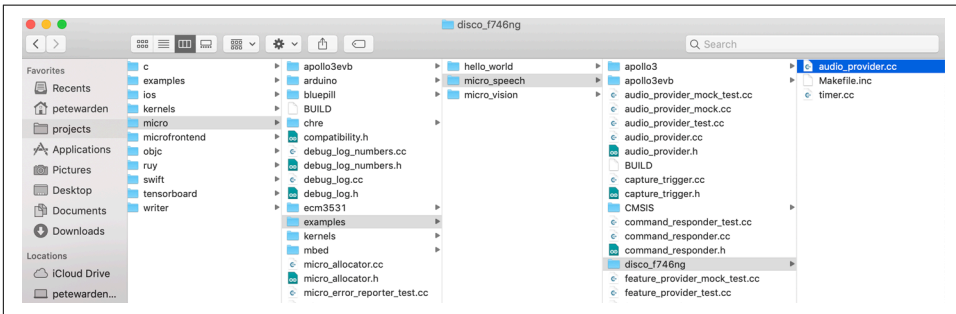 disco_f746ng
Search
Favorites
Recents
petewarden
projects
Applications
Pictures
Desktop
Documents
Downloads
Locations
iCloud Drive
petewarden...
c
examples
ios
kernels
micro
microfrontend
objc
ruy
swift
tensorboard
writer
apollo3evb
arduino
bluepill
BUILD
chre
compatibility.h
debug_log_numbers.cc
debug_log_numbers.h
debug_log.cc
debug_log.h
ecm3531
examples
kernels
mbed
micro_allocator.cc
micro_allocator.h
micro_error_reporter_test.cc
hello_world
micro_speech
micro_vision
apollo3
apollo3evb
audio_provider_mock_test.cc
audio_provider_mock.cc
audio_provider_test.cc
audio_provider.cc
audio_provider.h
BUILD
capture_trigger.cc
capture_trigger.h
CMSIS
command_responder_test.cc
command_responder.cc
command_responder.h
disco_f746ng
feature_provider_mock_test.cc
feature_provider_test.cc
audio_provider.cc
Makefile.inc
timer.cc